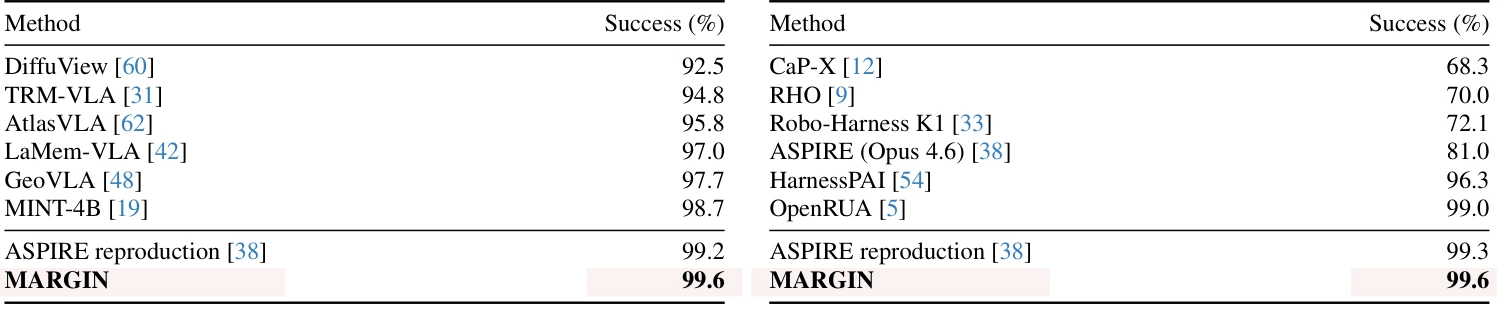 Method Success (%)
DiffuView [60] 92.5
TRM-VLA [31] 94.8
AtlasVLA [62] 95.8
LaMem-VLA [42] 97.0
GeoVLA [48] 97.7
MINT-4B [19] 98.7
ASPIRE reproduction [38] 99.2
MARGIN 99.6
Method Success (%)
CaP-X [12] 68.3
RHO [9] 70.0
Robo-Harness K1 [33] 72.1
ASPIRE (Opus 4.6) [38] 81.0
HarnessPAI [54] 96.3
OpenRUA [5] 99.0
ASPIRE reproduction [38] 99.3
MARGIN 99.6